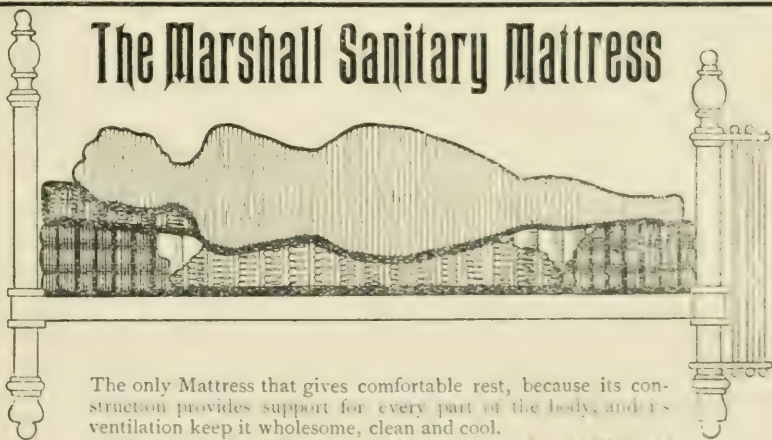 The Marshall Sanitary Mattress
The only Mattress that gives comfortable rest, because its con-
struction provides support for every part of the body, and its
ventilation keep it wholesome, clean and cool.